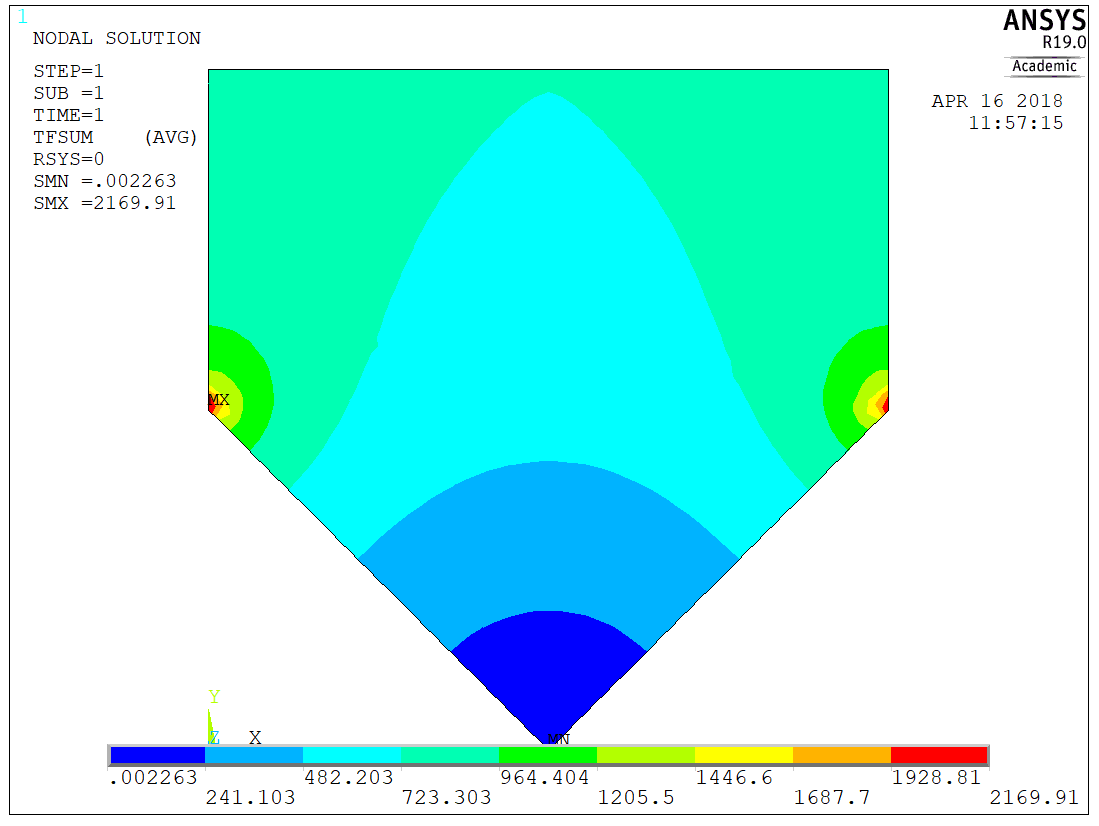 1
ANSYS
R19.0
Academic
NODAL SOLUTION
STEP=1
SUB =1
TIME=1
TFSUM (AVG)
RSYS=0
SMN =.002263
SMX =2169.91
APR 16 2018
11:57:15
MX
Y
Z X
MN
.002263 482.203 964.404 1446.6 1928.81
241.103 723.303 1205.5 1687.7 2169.91